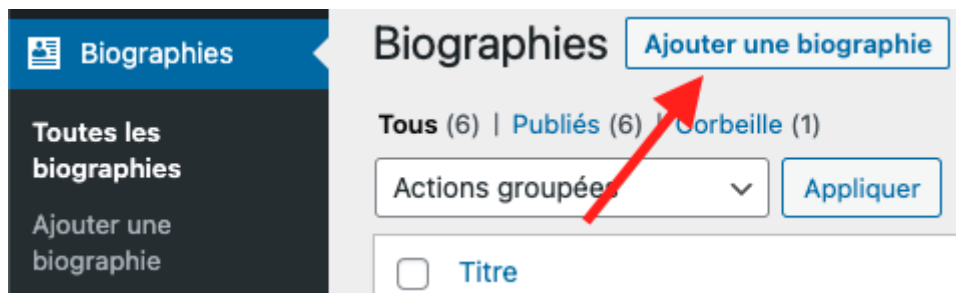 Biographies
Toutes les
biographies
Ajouter une
biographie
Biographies Ajouter une biographie
Tous (6) | Publiés (6) | Corbeille (1)
Actions groupées Appliquer
Titre